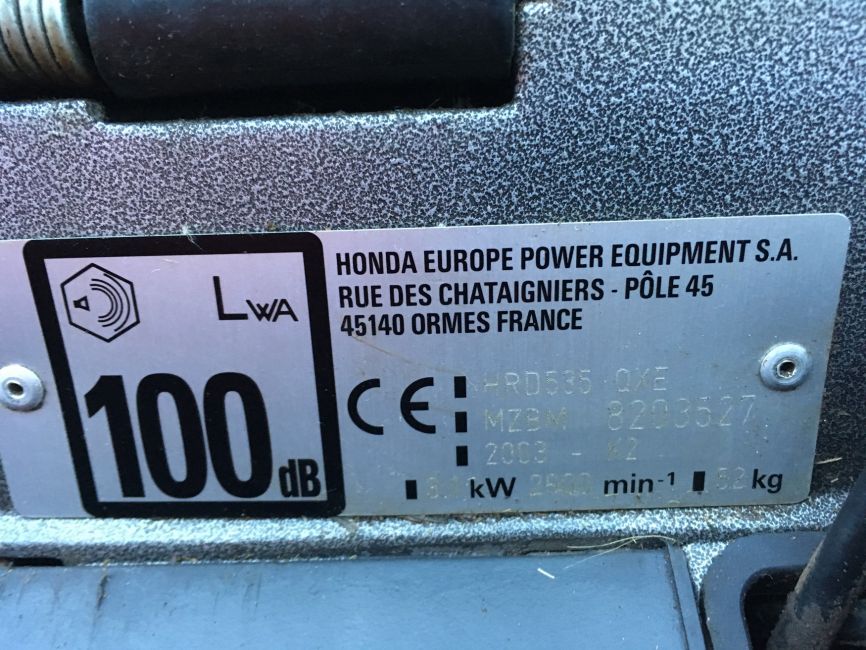 LWA
100 dB
HONDA EUROPE POWER EQUIPMENT S.A.
RUE DES CHATAIGNIERS - PÔLE 45
45140 ORMES FRANCE
CE
HRD535 QXE
MZBM 8203527
2003 - K2
kW min-¹ 52 kg